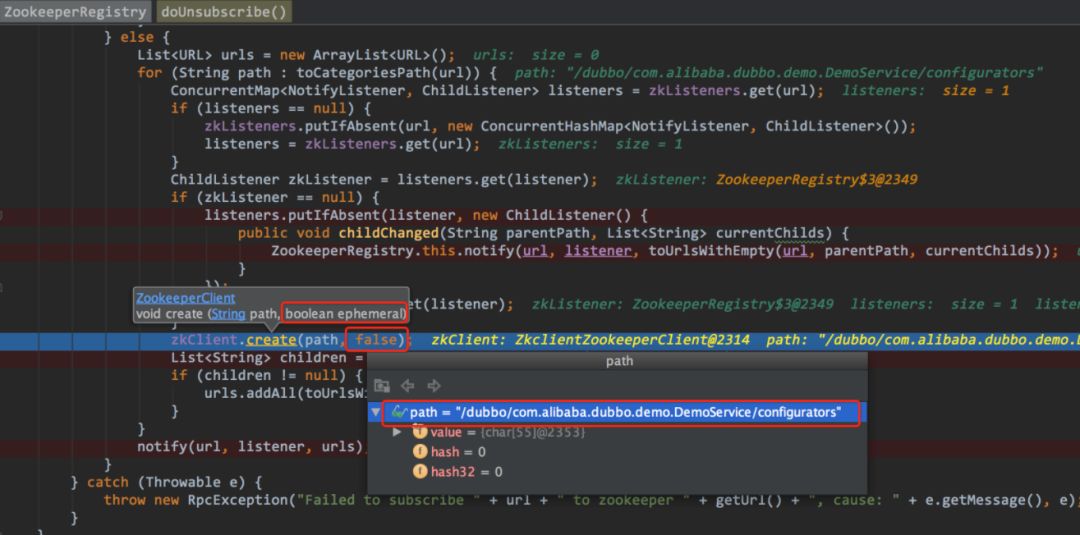 ZookeeperRegistry doUnsubscribe()
} else {
List<URL> urls = new ArrayList<URL>(); urls: size = 0
for (String path : toCategoriesPath(url)) { path: "/dubbo/com.alibaba.dubbo.demo.DemoService/configurators"
ConcurrentMap<NotifyListener, ChildListener> listeners = zkListeners.get(url); listeners: size = 1
if (listeners == null) {
zkListeners.putIfAbsent(url, new ConcurrentHashMap<NotifyListener, ChildListener>());
listeners = zkListeners.get(url); zkListeners: size = 1
}
ChildListener zkListener = listeners.get(listener); zkListener: ZookeeperRegistry$3@2349
if (zkListener == null) {
listeners.putIfAbsent(listener, new ChildListener() {
public void childChanged(String parentPath, List<String> currentChilds) {
ZookeeperRegistry.this.notify(url, listener, toUrlsWithEmpty(url, parentPath, currentChilds));
}
});
ZookeeperClient
et(listener); zkListener: ZookeeperRegistry$3@2349 listeners: size = 1 liste
void create (String path, boolean ephemeral)
}
zkClient.create(path, false); zkClient: ZkclientZookeeperClient@2314 path: "/dubbo/com.alibaba.dubbo.demo.D
List<String> children =
path
if (children != null) {
urls.addAll(toUrlsWi
path = "/dubbo/com.alibaba.dubbo.demo.DemoService/configurators"
}
value = {char[55]@2353}
}
notify(url, listener, urls)
hash = 0
}
hash32 = 0
} catch (Throwable e) {
throw new RpcException("Failed to subscribe " + url + " to zookeeper " + getUrl() + ", cause: " + e.getMessage(), e);
}